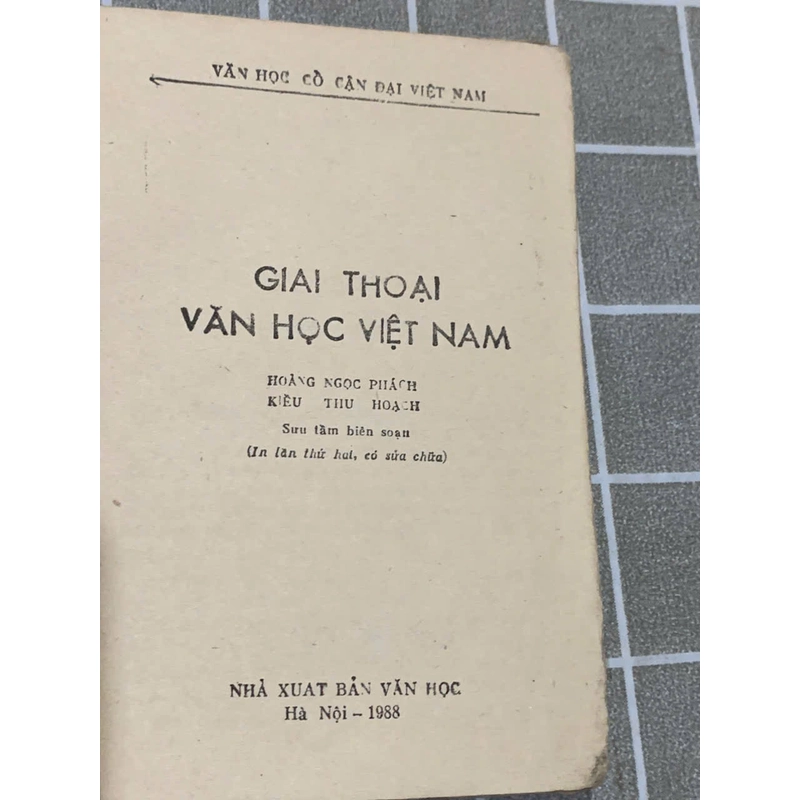 VĂN HỌC CỔ CẬN ĐẠI VIỆT NAM
GIAI THOẠI
VĂN HỌC VIỆT NAM
HOÀNG NGỌC PHÁCH
KIỀU THU HOẠCH
Sưu tầm biên soạn
(In lần thứ hai, có sửa chữa)
NHÀ XUẤT BẢN VĂN HỌC
Hà Nội – 1988